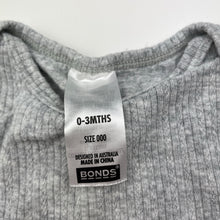 0-3MTHS
SIZE 000
DESIGNED IN AUSTRALIA
MADE IN CHINA
BONDS